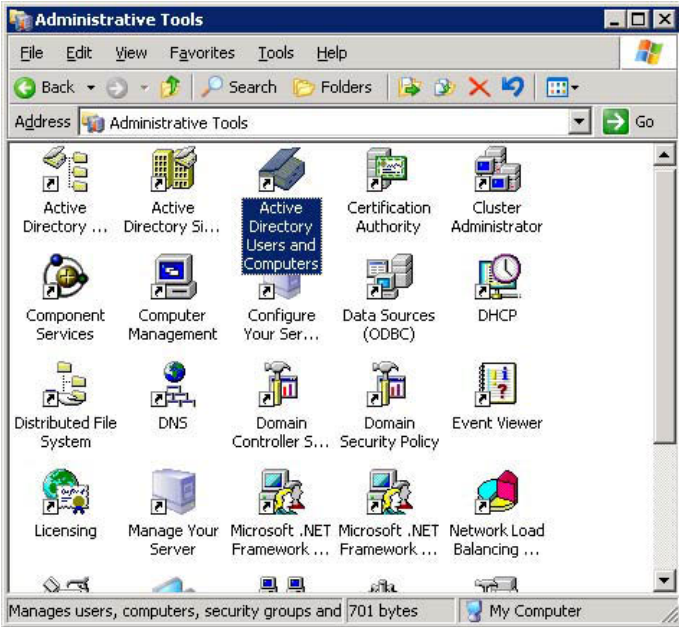 Administrative Tools
File Edit View Favorites Tools Help
Back Search Folders
Address Administrative Tools Go
Active Directory ...
Active Directory Si...
Active Directory Users and Computers
Certification Authority
Cluster Administrator
Component Services
Computer Management
Configure Your Ser...
Data Sources (ODBC)
DHCP
Distributed File System
DNS
Domain Controller S...
Domain Security Policy
Event Viewer
Licensing
Manage Your Server
Microsoft .NET Framework ...
Microsoft .NET Framework ...
Network Load Balancing ...
Manages users, computers, security groups and 701 bytes My Computer